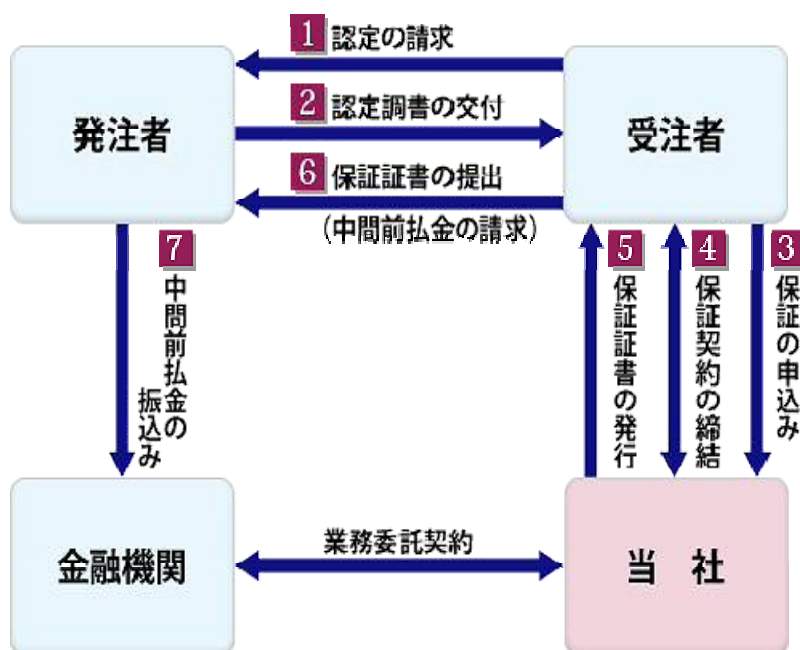 1 認定の請求
2 認定調書の交付
発注者
受注者
6 保証証書の提出
(中間前払金の請求)
7
中間前払金の
振込み
5
保証証書の発行
4
保証契約の締結
3
保証の申込み
業務委託契約
金融機関
当 社